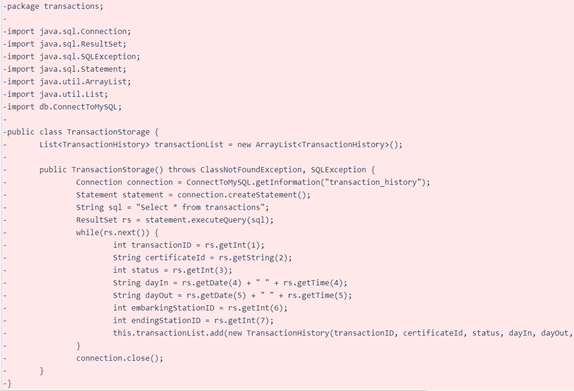 -package transactions;
-
-import java.sql.Connection;
-import java.sql.ResultSet;
-import java.sql.SQLException;
-import java.sql.Statement;
-import java.util.ArrayList;
-import java.util.List;
-import db.ConnectToMySQL;
-
-public class TransactionStorage {
-       List<TransactionHistory> transactionList = new ArrayList<TransactionHistory>();
-
-       public TransactionStorage() throws ClassNotFoundException, SQLException {
-               Connection connection = ConnectToMySQL.getInformation("transaction_history");
-               Statement statement = connection.createStatement();
-               String sql = "Select * from transactions";
-               ResultSet rs = statement.executeQuery(sql);
-               while(rs.next()) {
-                       int transactionID = rs.getInt(1);
-                       String certificateId = rs.getString(2);
-                       int status = rs.getInt(3);
-                       String dayIn = rs.getDate(4) + " " + rs.getTime(4);
-                       String dayOut = rs.getDate(5) + " " + rs.getTime(5);
-                       int embarkingStationID = rs.getInt(6);
-                       int endingStationID = rs.getInt(7);
-                       this.transactionList.add(new TransactionHistory(transactionID, certificateId, status, dayIn, dayOut,
-               }
-               connection.close();
-       }
-}